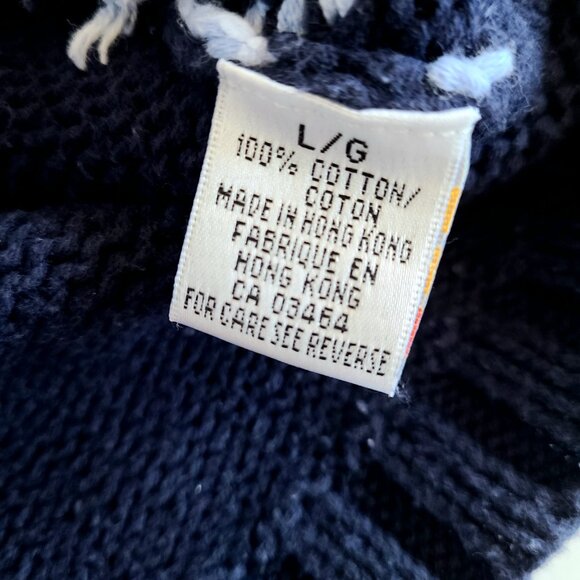 L/G
100% COTTON/
COTON
MADE IN HONG KONG
FABRIQUE EN
HONG KONG
CA 03464
FOR CARE SEE REVERSE